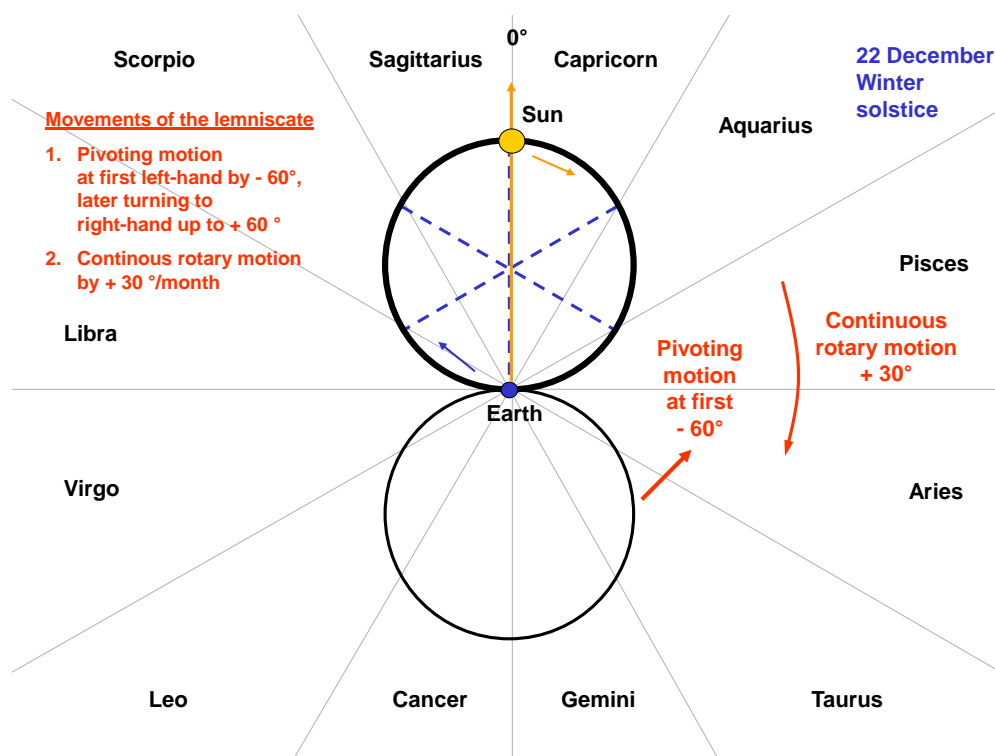 0°
Scorpio
Sagittarius
Capricorn
22 December
Winter
solstice
Sun
Aquarius
Movements of the lemniscate
1. Pivoting motion
at first left-hand by - 60°,
later turning to
right-hand up to + 60 °
2. Continous rotary motion
by + 30 °/month
Pisces
Libra
Continuous
rotary motion
+ 30°
Pivoting
motion
at first
- 60°
Earth
Virgo
Aries
Leo
Cancer
Gemini
Taurus